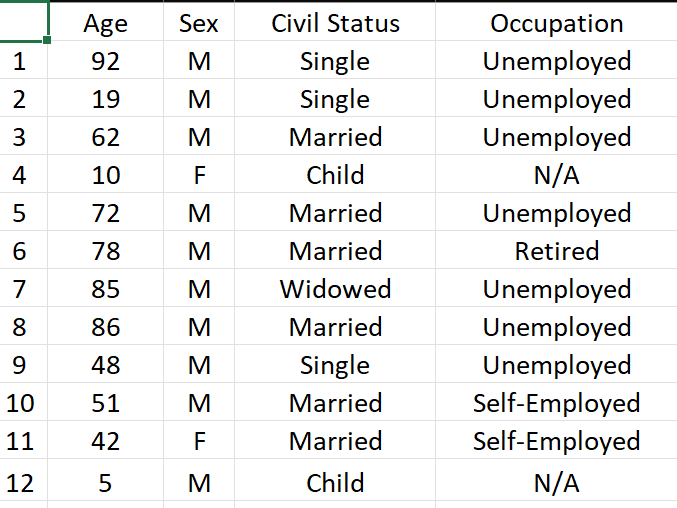 Age Sex Civil Status Occupation
1 92 M Single Unemployed
2 19 M Single Unemployed
3 62 M Married Unemployed
4 10 F Child N/A
5 72 M Married Unemployed
6 78 M Married Retired
7 85 M Widowed Unemployed
8 86 M Married Unemployed
9 48 M Single Unemployed
10 51 M Married Self-Employed
11 42 F Married Self-Employed
12 5 M Child N/A